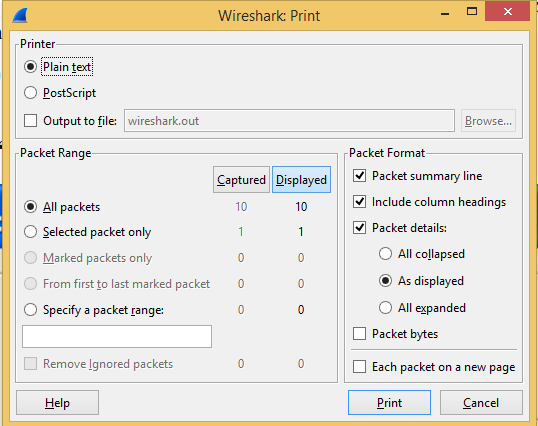 Wireshark: Print
Printer
Plain text
PostScript
Output to file: wireshark.out Browse...
Packet Range
Captured Displayed
All packets 10 10
Selected packet only 1 1
Marked packets only 0 0
From first to last marked packet 0 0
Specify a packet range: 0 0
Remove Ignored packets 0 0
Packet Format
Packet summary line
Include column headings
Packet details:
All collapsed
As displayed
All expanded
Packet bytes
Each packet on a new page
Help Print Cancel